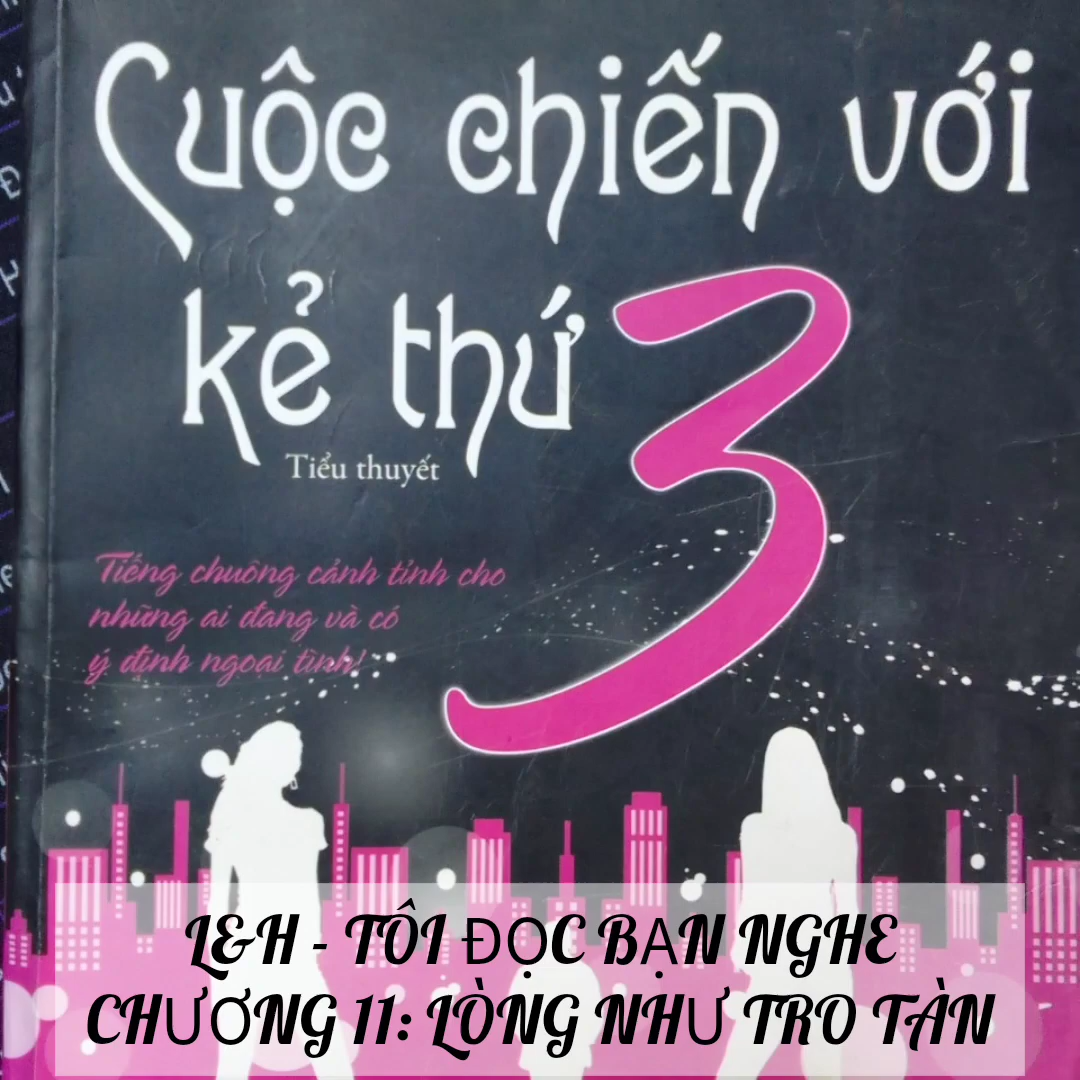 Cuộc chiến với
kẻ thứ 3
Tiểu thuyết
Tiếng chuông cảnh tỉnh cho
những ai đang và có
ý định ngoại tình!
L&H - TÔI ĐỌC BẠN NGHE
CHƯƠNG 11: LÒNG NHƯ TRO TÀN